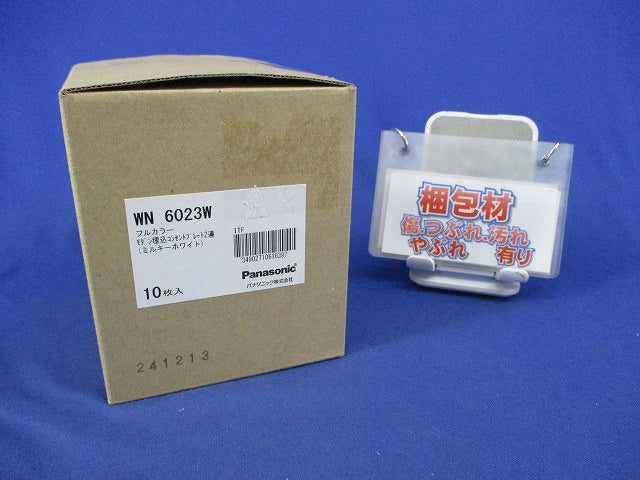 WN 6023W
フルカラー
モダン埋込コンセントプレート2連
(ミルキーホワイト)
10枚入
ITF
34902710616397
Panasonic
パナソニック株式会社
241213
梱包材
傷.つぶれ.汚れ
やぶれ 有り